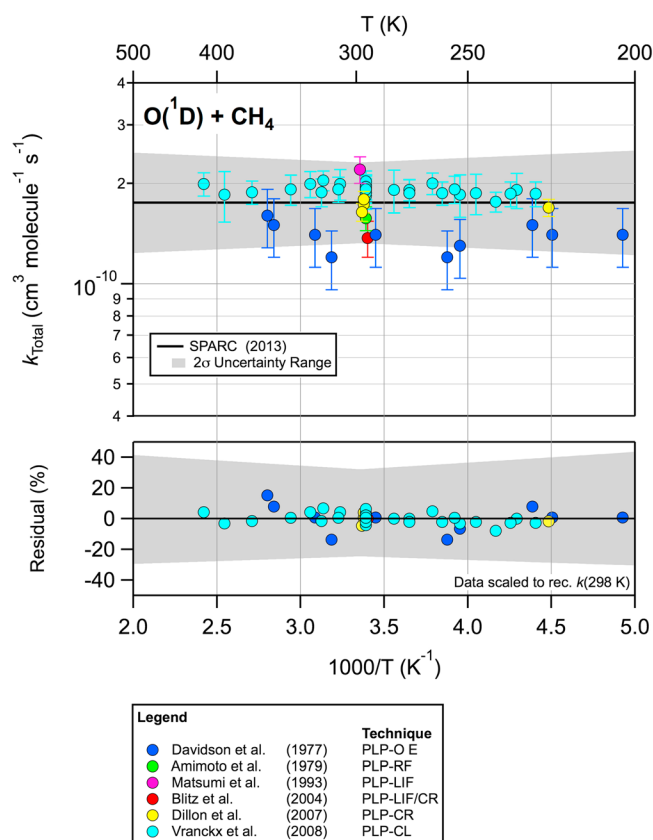 T (K)
500 400 300 250 200
O(¹D) + CH₄
4
3
2
10⁻¹⁰
9
8
7
6
5
4
k_Total (cm³ molecule⁻¹ s⁻¹)
SPARC (2013)
2σ Uncertainty Range
40
20
0
-20
-40
Residual (%)
Data scaled to rec. k(298 K)
2.0 2.5 3.0 3.5 4.0 4.5 5.0
1000/T (K⁻¹)
Legend
Technique
Davidson et al. (1977) PLP-O E
Amimoto et al. (1979) PLP-RF
Matsumi et al. (1993) PLP-LIF
Blitz et al. (2004) PLP-LIF/CR
Dillon et al. (2007) PLP-CR
Vranckx et al. (2008) PLP-CL